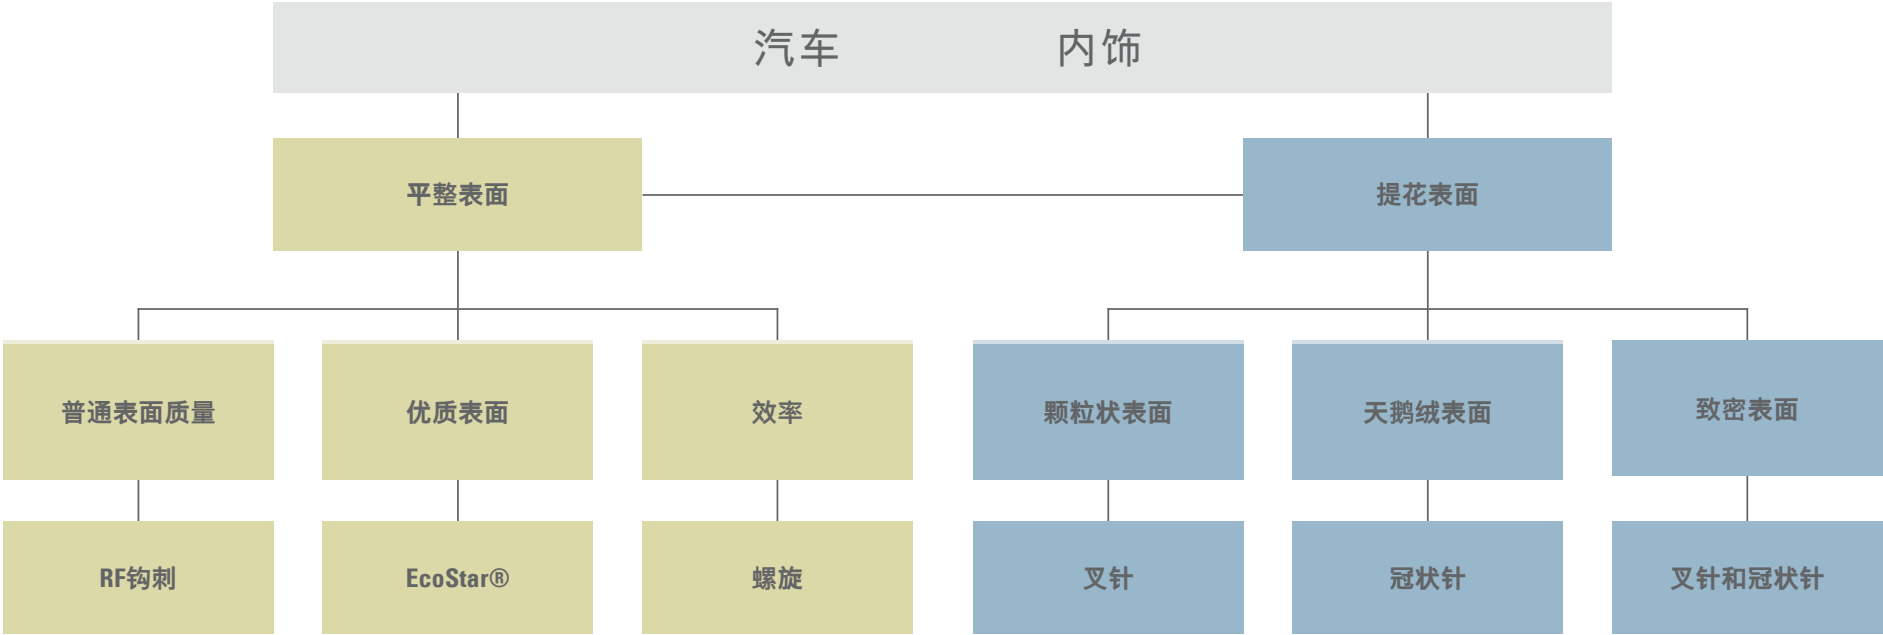 汽车 内饰
平整表面
提花表面
普通表面质量
优质表面
效率
颗粒状表面
天鹅绒表面
致密表面
RF钩刺
EcoStar®
螺旋
叉针
冠状针
叉针和冠状针